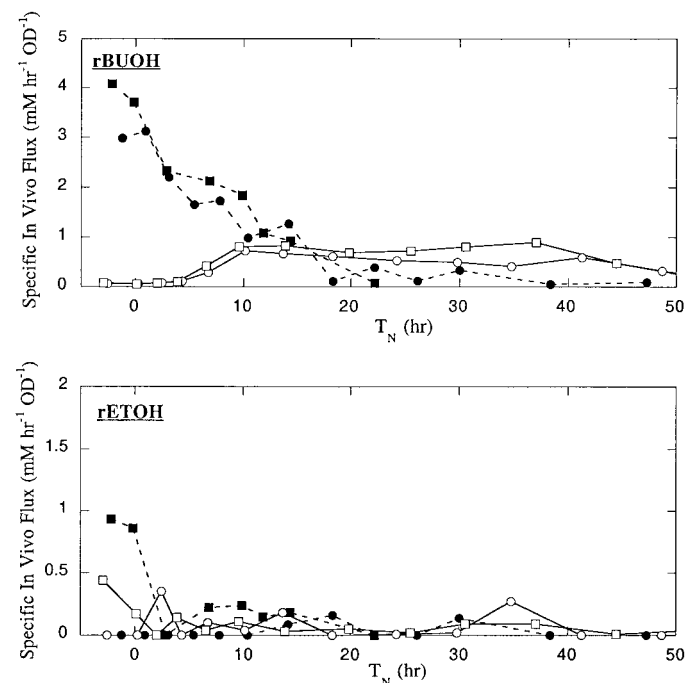 rBUOH
Specific In Vivo Flux (mM hr⁻¹ OD⁻¹)
5
4
3
2
1
0
0 10 20 30 40 50
T_N (hr)
rETOH
Specific In Vivo Flux (mM hr⁻¹ OD⁻¹)
2
1.5
1
0.5
0
0 10 20 30 40 50
T_N (hr)